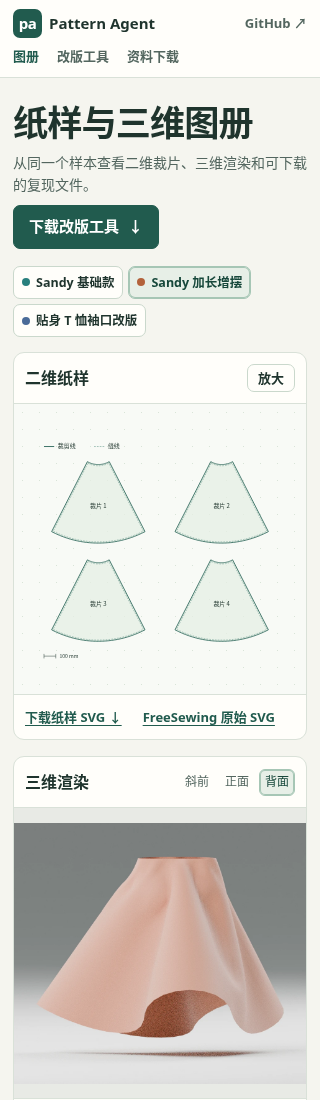 pa Pattern Agent GitHub ↗
图册 改版工具 资料下载
纸样与三维图册
从同一个样本查看二维裁片、三维渲染和可下载
的复现文件。
下载改版工具 ↓
Sandy 基础款 Sandy 加长增摆
贴身 T 恤袖口改版
二维纸样 放大
裁剪线 缝线
裁片 1 裁片 2
裁片 3 裁片 4
100 mm
下载纸样 SVG ↓ FreeSewing 原始 SVG
三维渲染 斜前 正面 背面